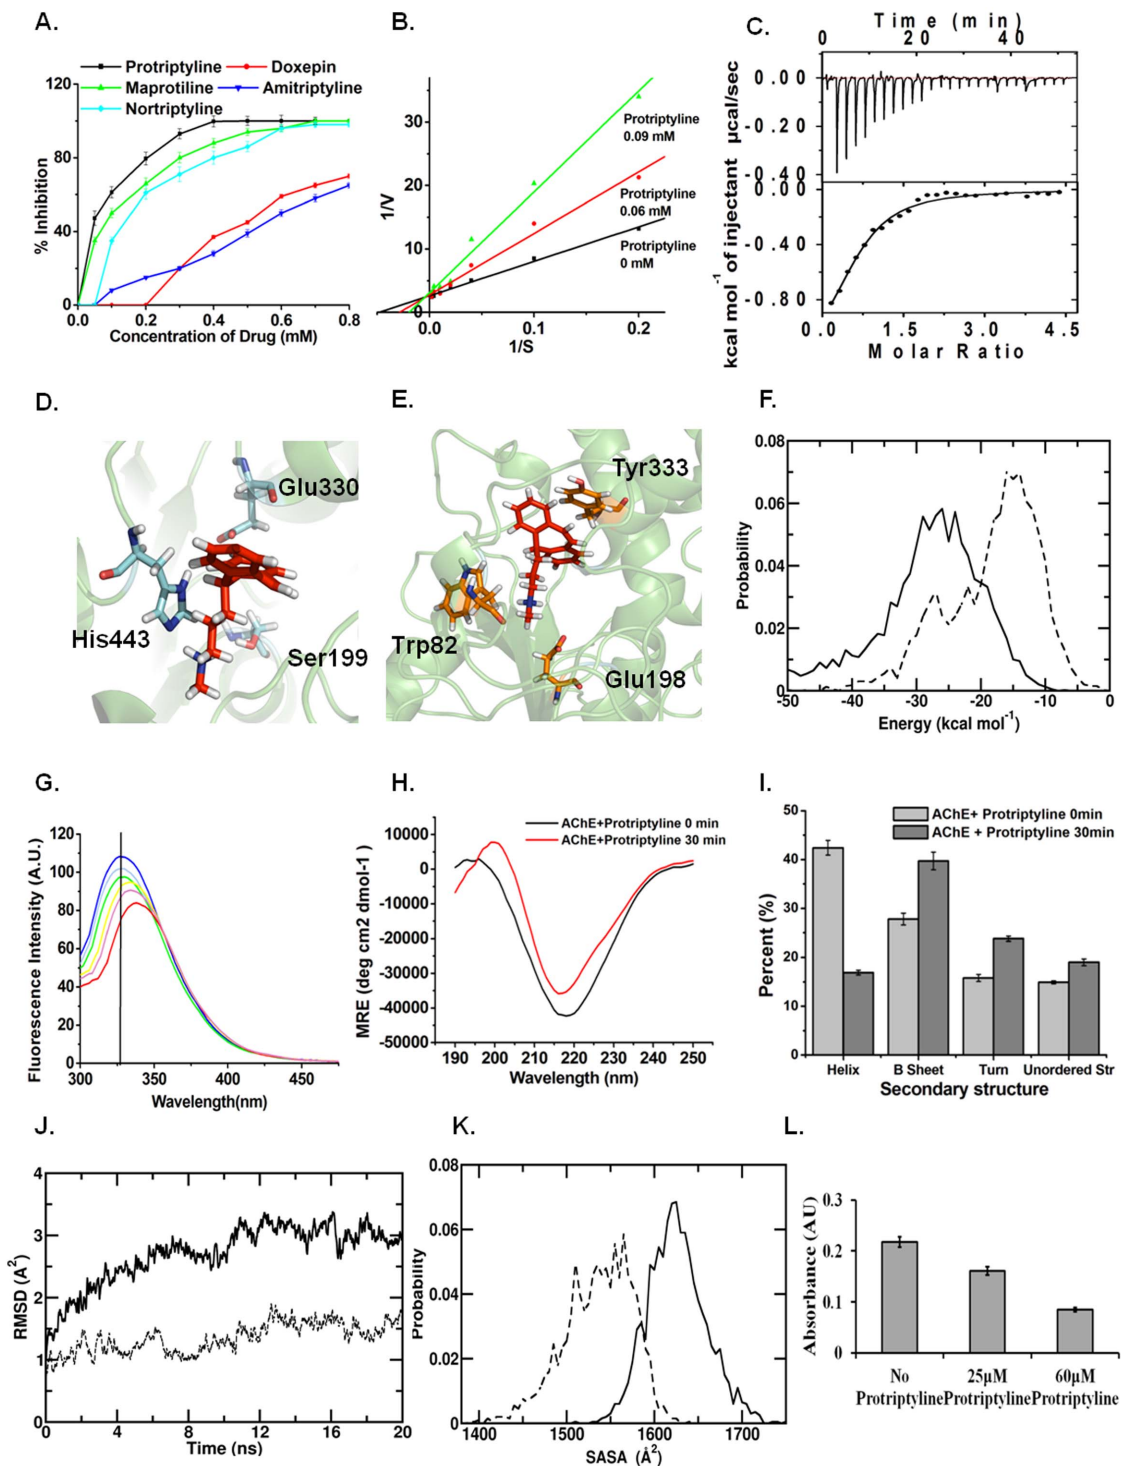 A.
Protriptyline Doxepin
Maprotiline Amitriptyline
Nortriptyline
120
80
40
0
% Inhibition
0.0 0.2 0.4 0.6 0.8
Concentration of Drug (mM)
B.
30
20
10
0
1/V
Protriptyline
0.09 mM
Protriptyline
0.06 mM
Protriptyline
0 mM
0.0 0.1 0.2
1/S
C.
Time (min)
0 20 40
0.00
-0.20
-0.40
0.00
-0.40
-0.80
kcal mol-1 of injectant µcal/sec
0.0 1.5 3.0 4.5
Molar Ratio
D.
Glu330
His443
Ser199
E.
Tyr333
Trp82
Glu198
F.
0.08
0.06
0.04
0.02
0
Probability
-50 -40 -30 -20 -10 0
Energy (kcal mol-1)
G.
120
100
80
60
40
20
0
Fluorescence Intensity (A.U.)
300 350 400 450
Wavelength(nm)
H.
AChE+Protriptyline 0 min
AChE+Protriptyline 30 min
10000
0
-10000
-20000
-30000
-40000
-50000
MRE (deg cm2 dmol-1 )
190 200 210 220 230 240 250
Wavelength (nm)
I.
AChE+ Protriptyline 0min
AChE + Protriptyline 30min
50
40
30
20
10
0
Percent (%)
Helix B Sheet Turn Unordered Str
Secondary structure
J.
4
3
2
1
0
RMSD (A²)
0 4 8 12 16 20
Time (ns)
K.
0.08
0.06
0.04
0.02
0
Probability
1400 1500 1600 1700
SASA (Å²)
L.
0.3
0.2
0.1
0
Absorbance (AU)
No 25µM 60µM
Protriptyline Protriptyline Protriptyline